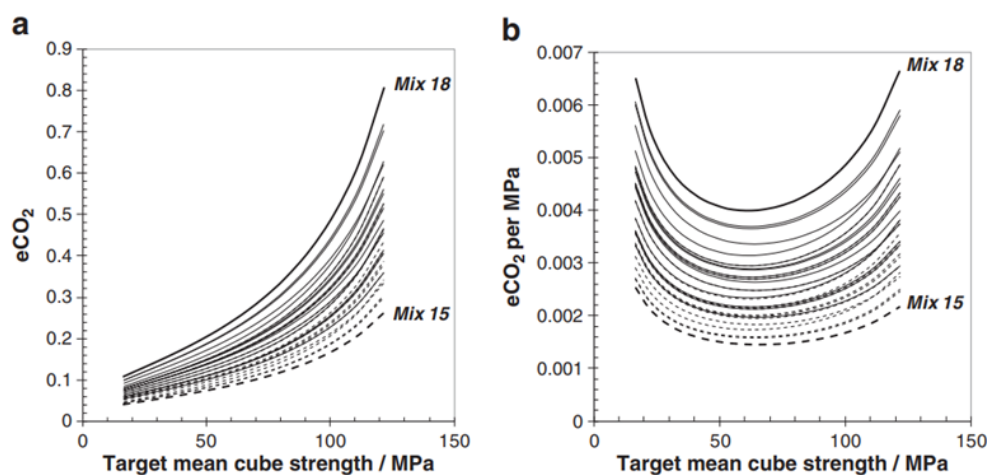 a
0.9
0.8
0.7
0.6
0.5
0.4
0.3
0.2
0.1
0
eCO₂
Mix 18
Mix 15
0 50 100 150
Target mean cube strength / MPa
b
0.007
0.006
0.005
0.004
0.003
0.002
0.001
0
eCO₂ per MPa
Mix 18
Mix 15
0 50 100 150
Target mean cube strength / MPa